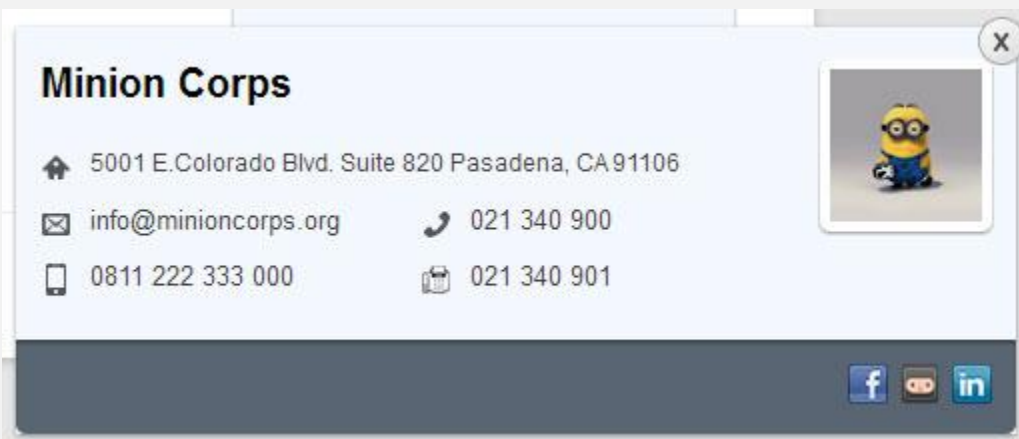 X
Minion Corps
5001 E.Colorado Blvd. Suite 820 Pasadena, CA 91106
info@minioncorps.org 021 340 900
0811 222 333 000 021 340 901
f in